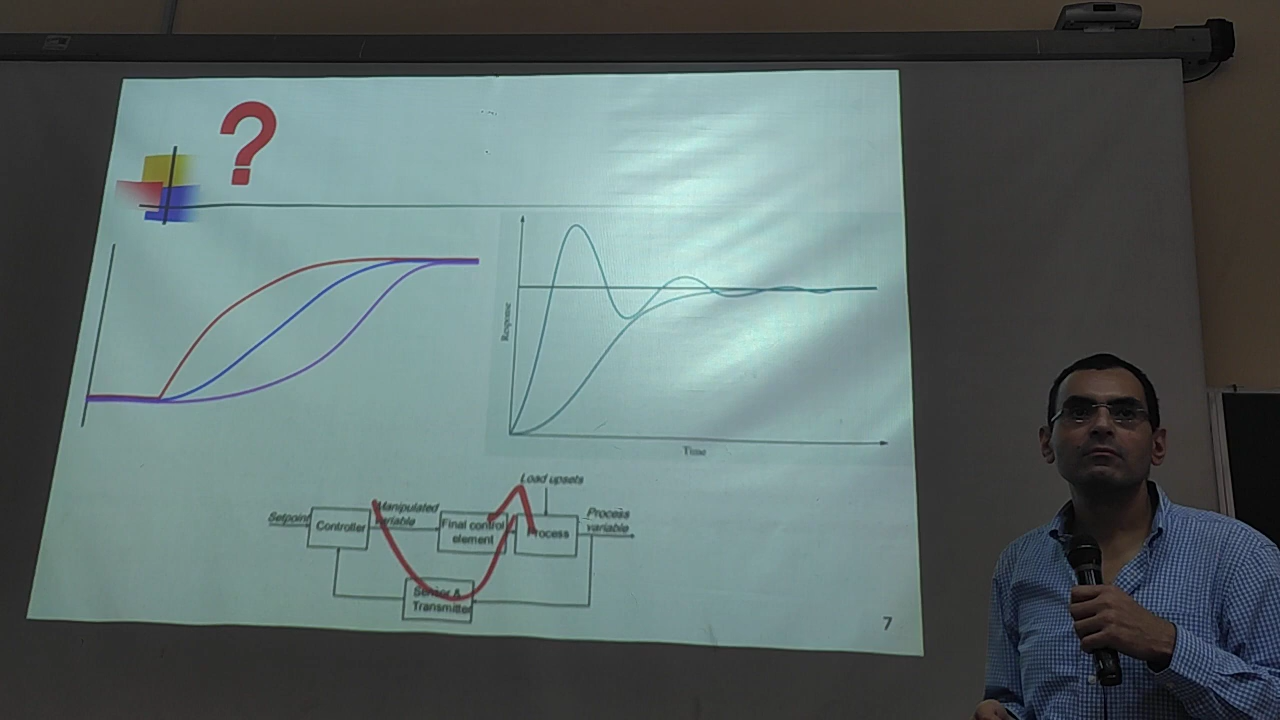 ?
Response
Time
Load upsets
Setpoint
Controller
Manipulated
variable
Final control
element
Process
Process
variable
Sensor &
Transmitter
7